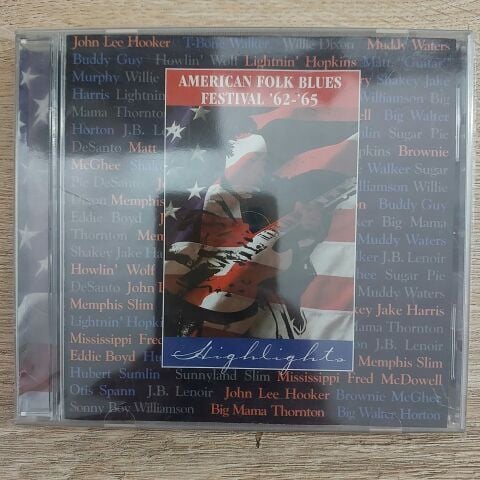 John Lee Hooker T-Bone Walker Willie Dixon Muddy Waters
Buddy Guy Howlin' Wolf Lightnin' Hopkins Matt "Guitar"
Murphy Willie
AMERICAN FOLK BLUES
FESTIVAL '62-'65
Shakey Jake
Harris Lightnin
Williamson Big
Mama Thornton
Big Walter
Horton J.B. Lenoir
Sugar Pie
DeSanto Matt
Brownie
McGhee
Walker Sugar
Pie DeSanto
Williamson Willie
Dixon Memphis
Buddy Guy
Eddie Boyd
Big Mama
Thornton
Muddy Waters
Shakey Jake
J.B. Lenoir
Howlin' Wolf
Sugar Pie
DeSanto John
Muddy Waters
Memphis Slim
Jake Harris
Lightnin'
Thornton
Mississippi Fred
J.B. Lenoir
Highlights
Eddie Boyd
Memphis Slim
Hubert Sumlin Sunnyland Slim Mississippi Fred McDowell
Otis Spann J.B. Lenoir John Lee Hooker Brownie McGhee
Sonny Boy Williamson Big Mama Thornton Big Walter Horton